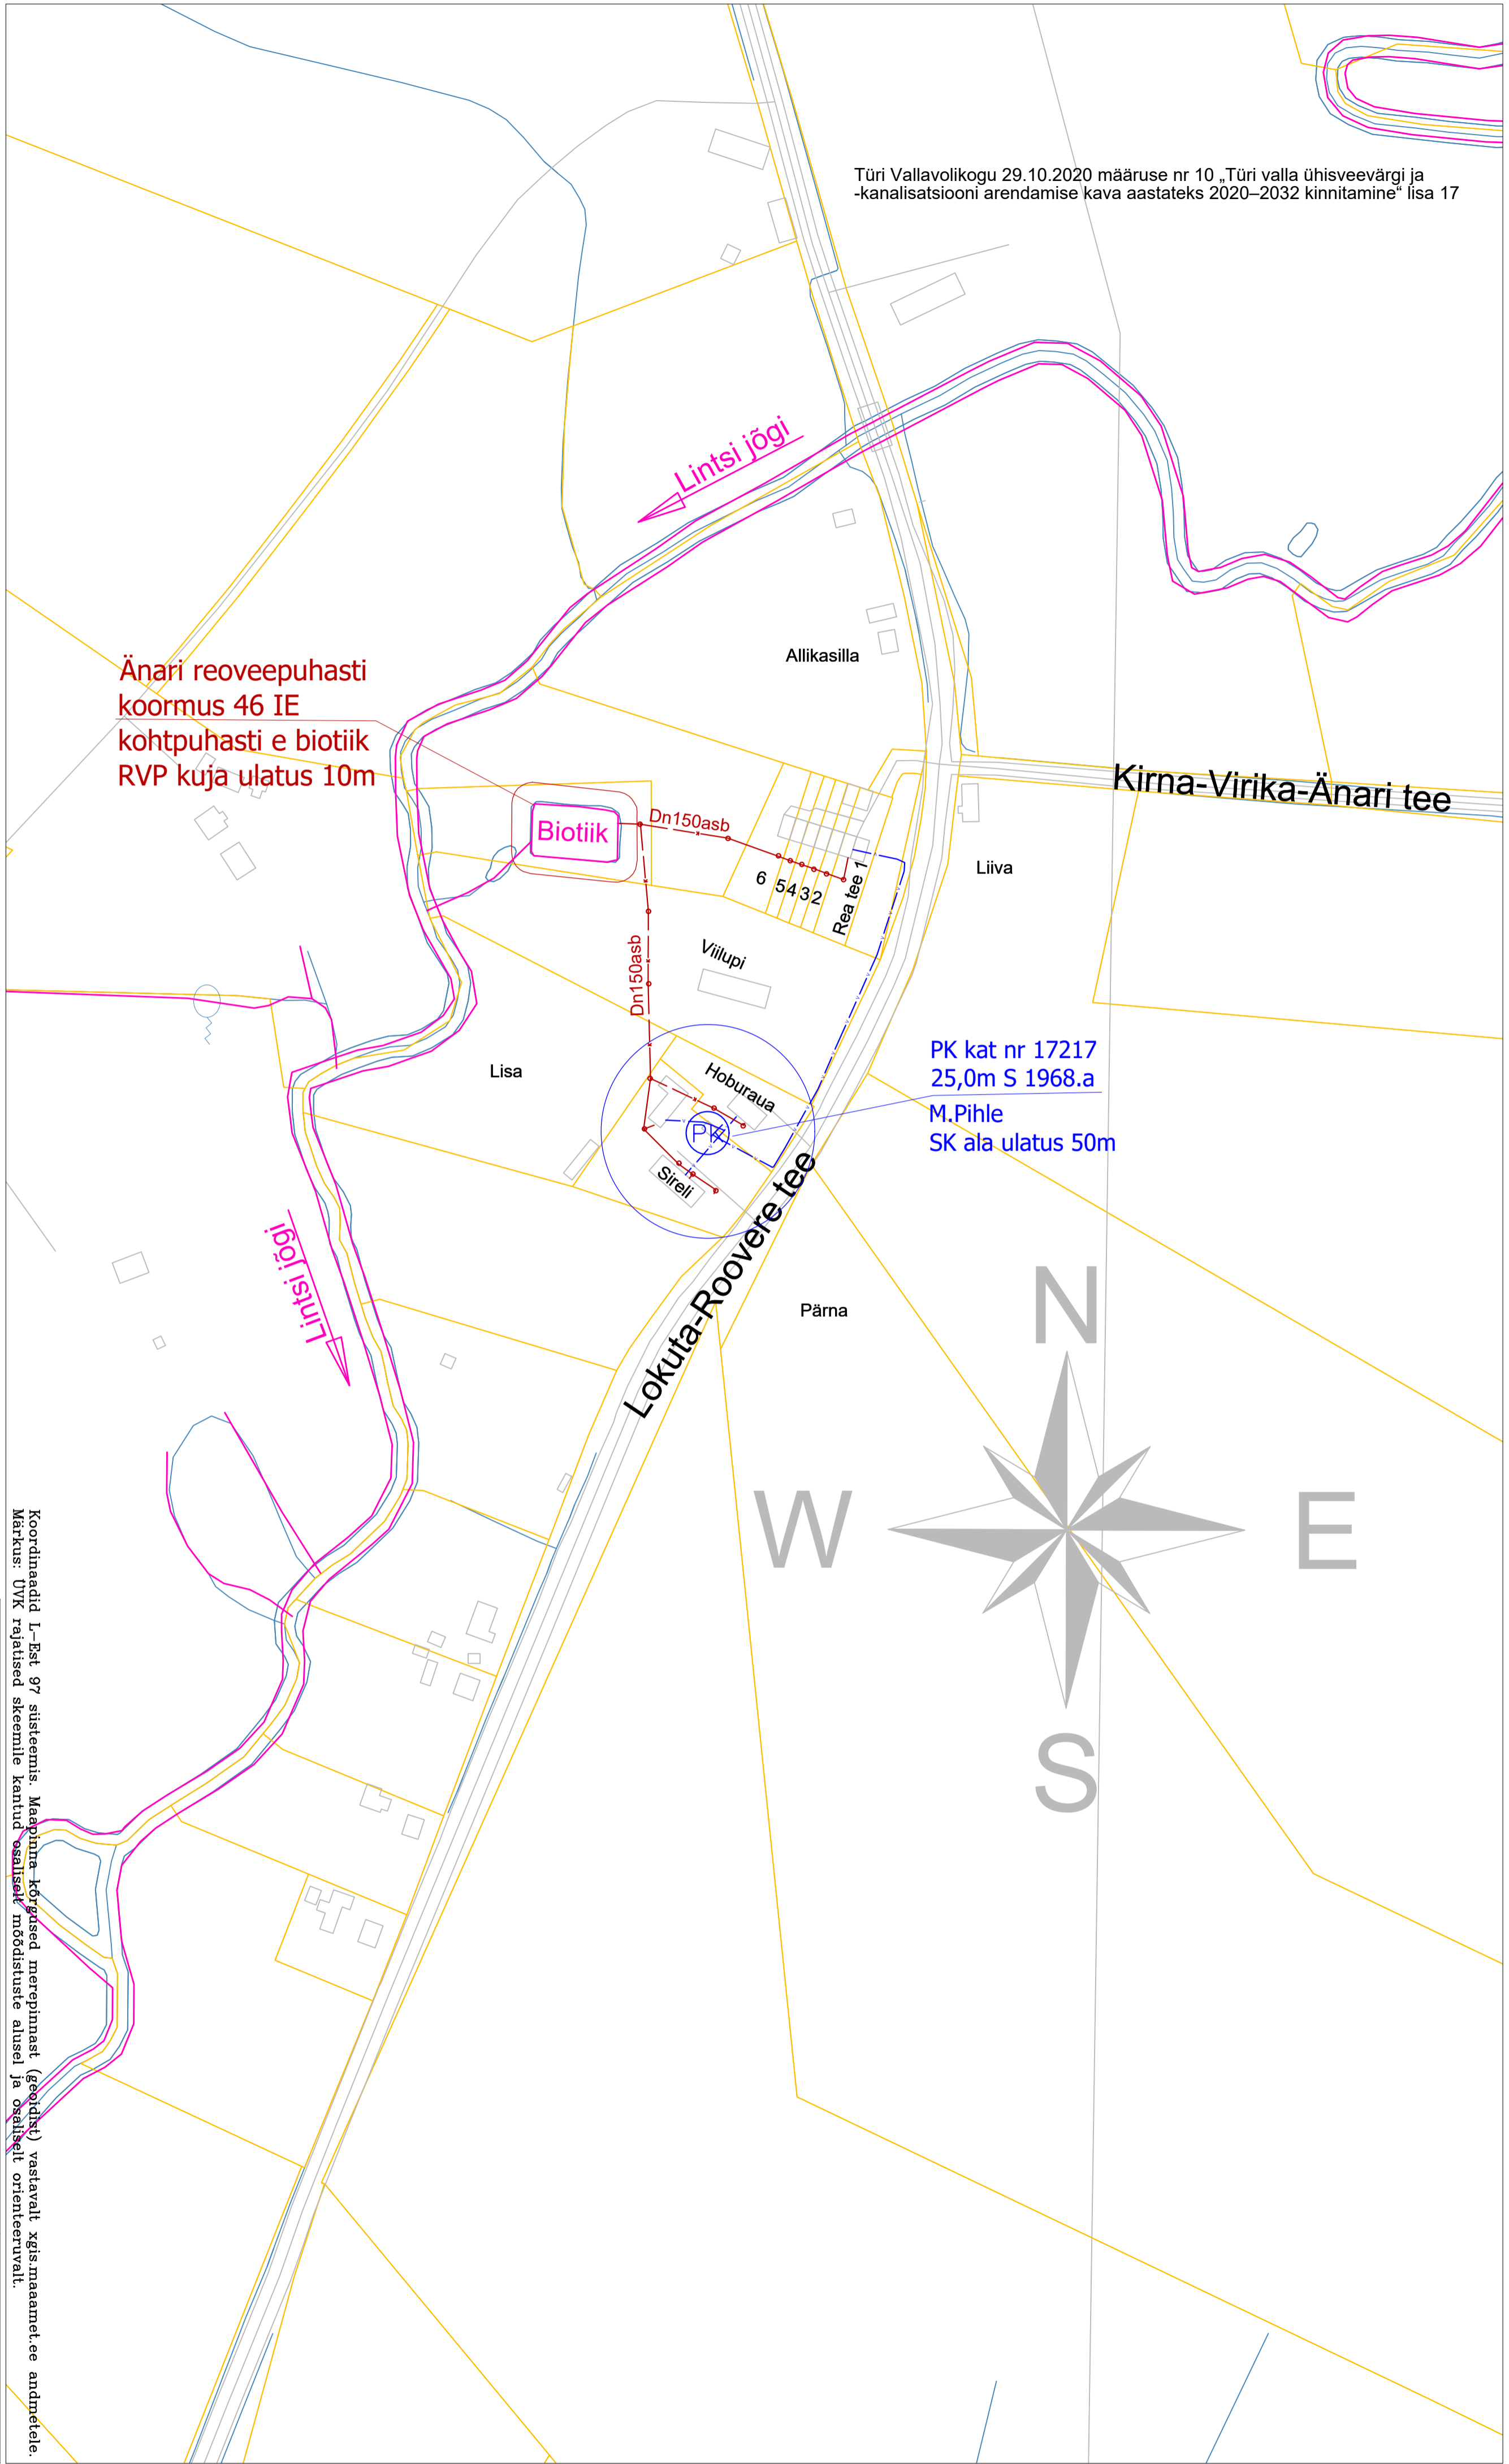 Türi Vallavolikogu 29.10.2020 määruse nr 10 „Türi valla ühisveevärgi ja
-kanalisatsiooni arendamise kava aastateks 2020–2032 kinnitamine“ lisa 17
Lintsi jõgi
Allikasilla
Änari reoveepuhasti
koormus 46 IE
kohtpuhasti e biotiik
RVP kuja ulatus 10m
Kirna-Virika-Änari tee
Biotiik
Dn150asb
6 5 4 3 2
Rea tee 1
Liiva
Viilupi
Dn150asb
Lisa
Hoburaua
PK kat nr 17217
25,0m S 1968.a
M.Pihle
SK ala ulatus 50m
PK
Sireli
Lokuta-Roovere tee
Lintsi jõgi
Pärna
N
W
E
S
Koordinaadid L-Est 97 süsteemis. Maapinna kõrgused merepinnast (geoidist) vastavalt xgis.maaamet.ee andmetele.
Märkus: ÜVK rajatised skeemile kantud osaliselt mõõdistuste alusel ja osaliselt orienteeruvalt.